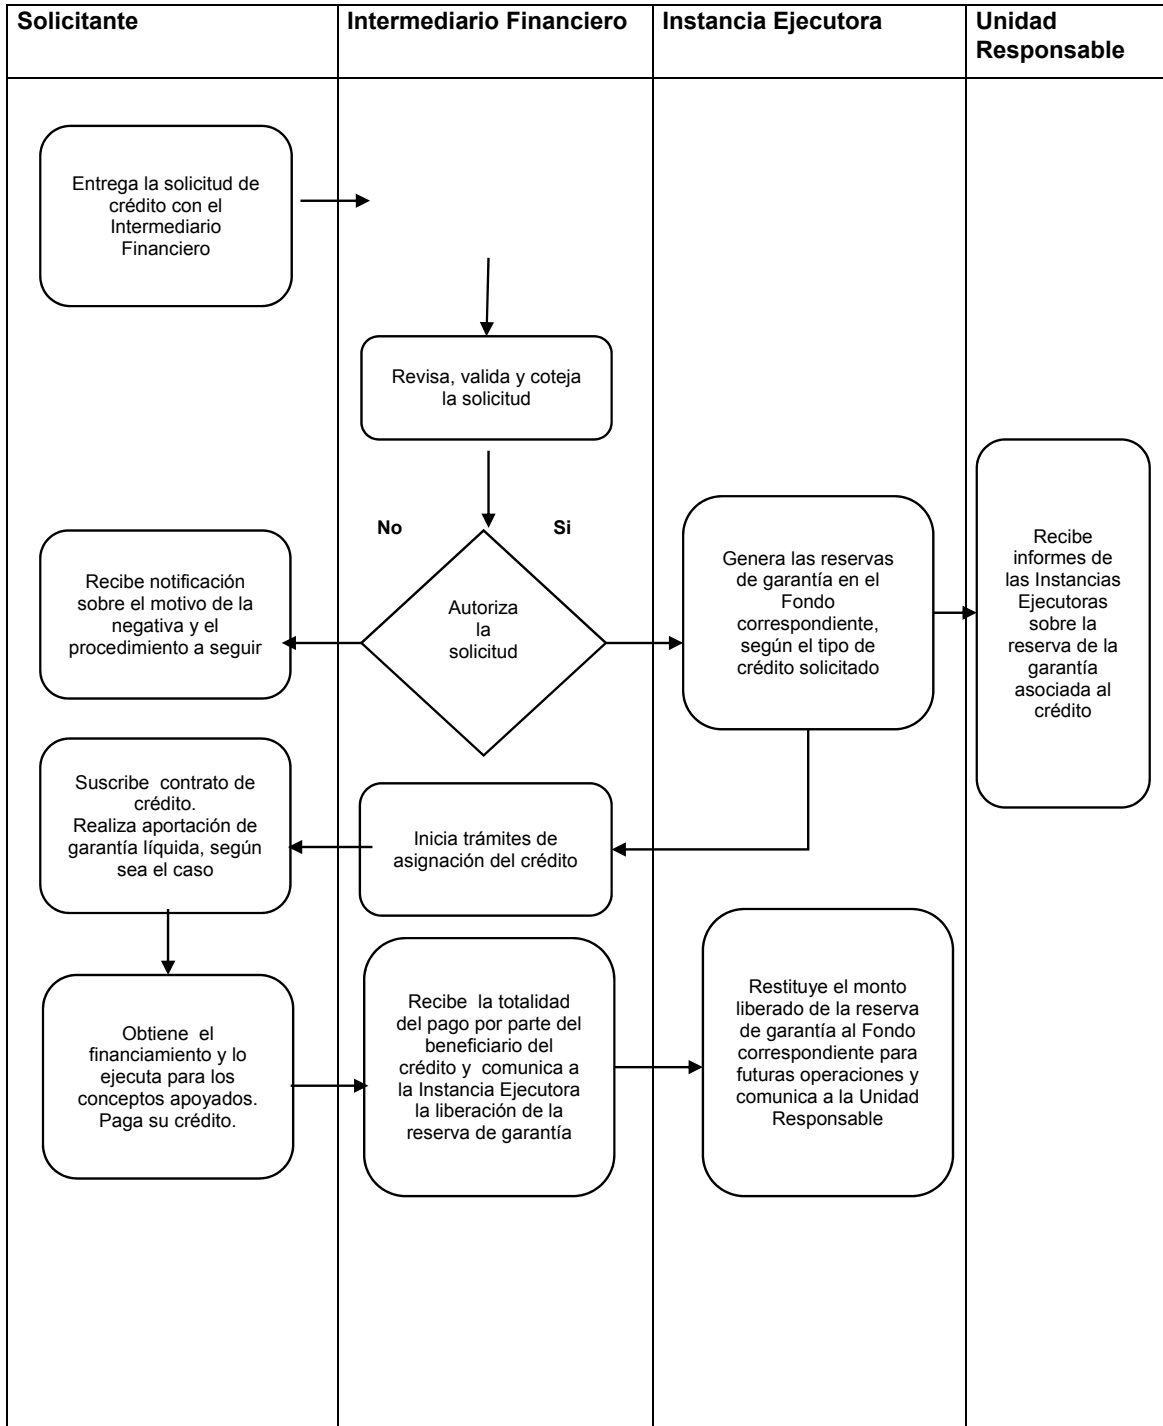 Solicitante
Intermediario Financiero
Instancia Ejecutora
Unidad
Responsable
Entrega la solicitud de
crédito con el
Intermediario
Financiero
Revisa, valida y coteja
la solicitud
No
Si
Autoriza
la
solicitud
Recibe notificación
sobre el motivo de la
negativa y el
procedimiento a seguir
Genera las reservas
de garantía en el
Fondo
correspondiente,
según el tipo de
crédito solicitado
Recibe
informes de
las Instancias
Ejecutoras
sobre la
reserva de la
garantía
asociada al
crédito
Suscribe contrato de
crédito.
Realiza aportación de
garantía líquida, según
sea el caso
Inicia trámites de
asignación del crédito
Obtiene el
financiamiento y lo
ejecuta para los
conceptos apoyados.
Paga su crédito.
Recibe la totalidad
del pago por parte del
beneficiario del
crédito y comunica a
la Instancia Ejecutora
la liberación de la
reserva de garantía
Restituye el monto
liberado de la reserva
de garantía al Fondo
correspondiente para
futuras operaciones y
comunica a la Unidad
Responsable